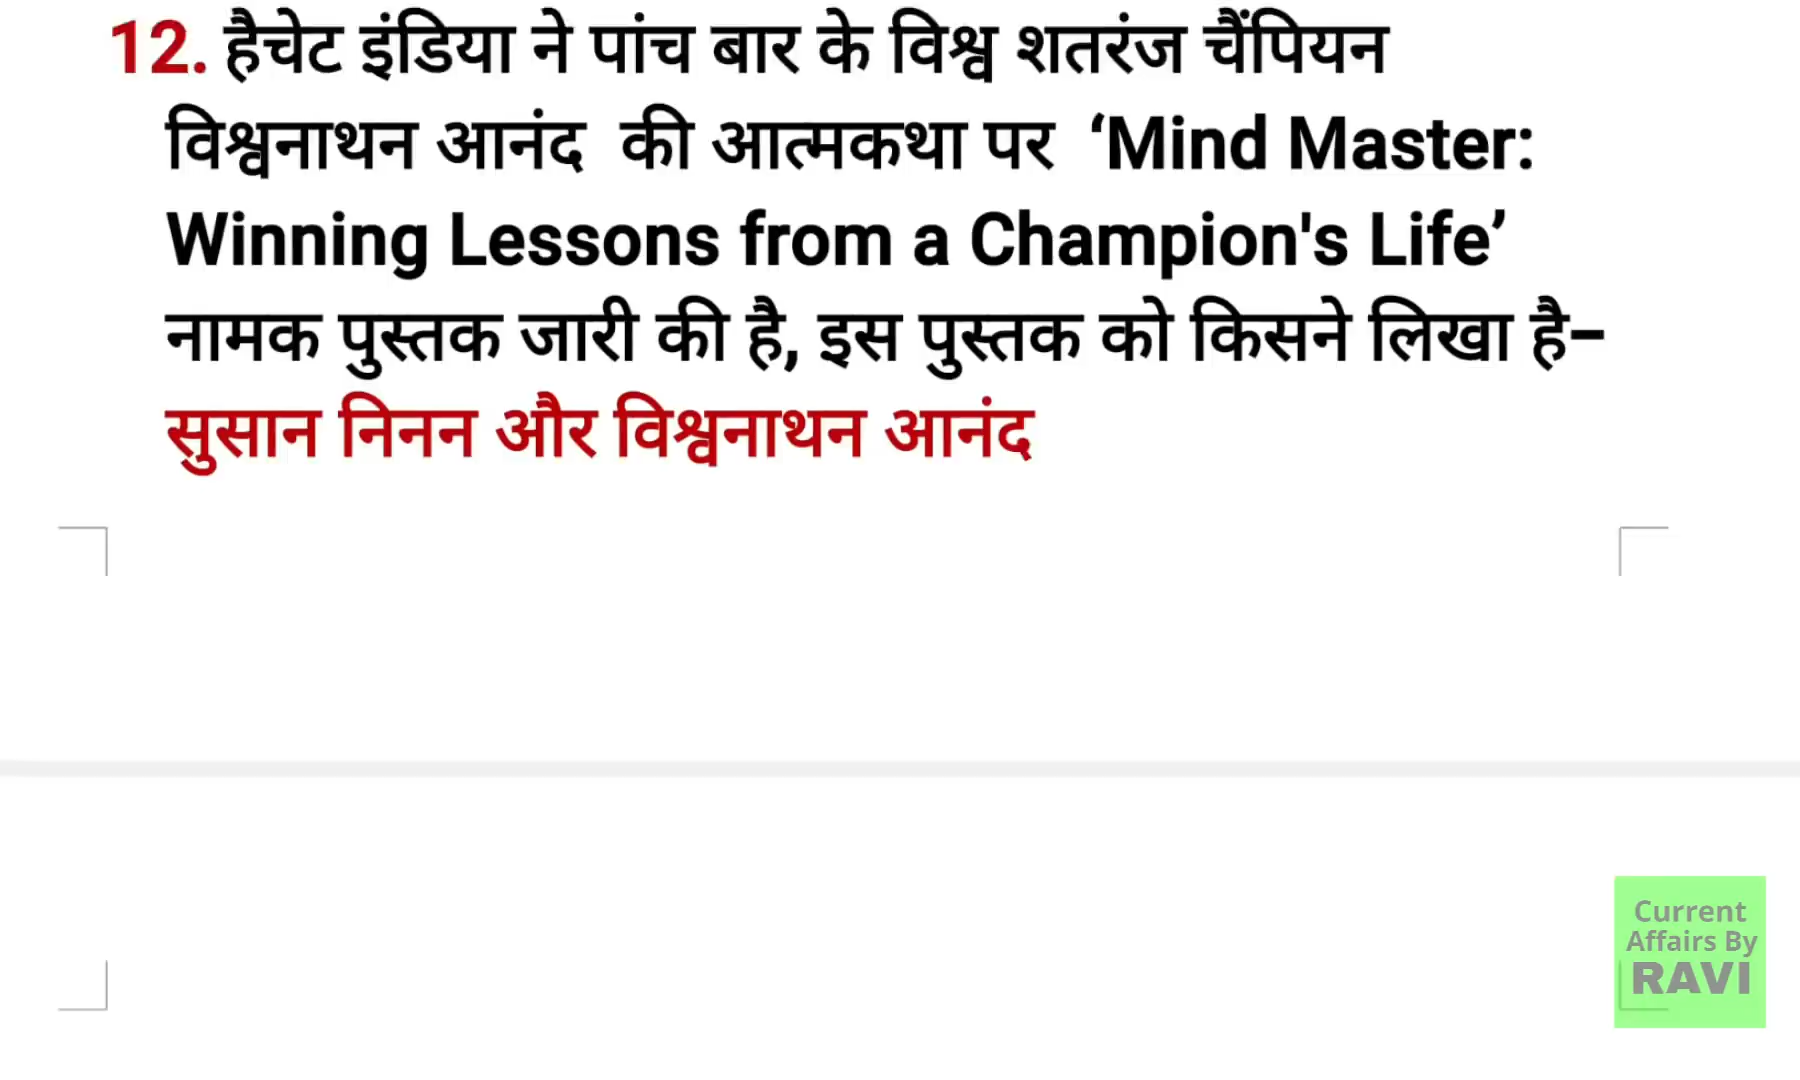 12. हैचेट इंडिया ने पांच बार के विश्व शतरंज चैंपियन
विश्वनाथन आनंद की आत्मकथा पर ‘Mind Master:
Winning Lessons from a Champion's Life’
नामक पुस्तक जारी की है, इस पुस्तक को किसने लिखा है–
सुसान निनन और विश्वनाथन आनंद
Current
Affairs By
RAVI